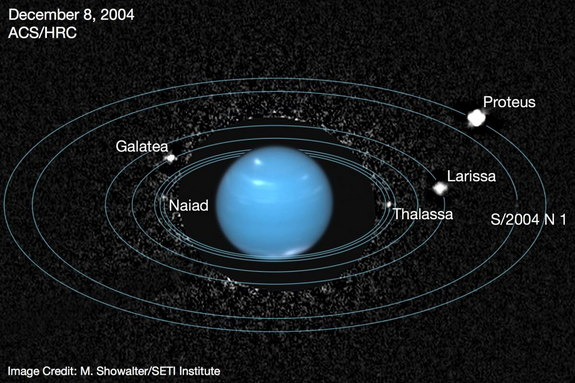 December 8, 2004
ACS/HRC
Proteus
Galatea
Larissa
Naiad
Thalassa
S/2004 N 1
Image Credit: M. Showalter/SETI Institute